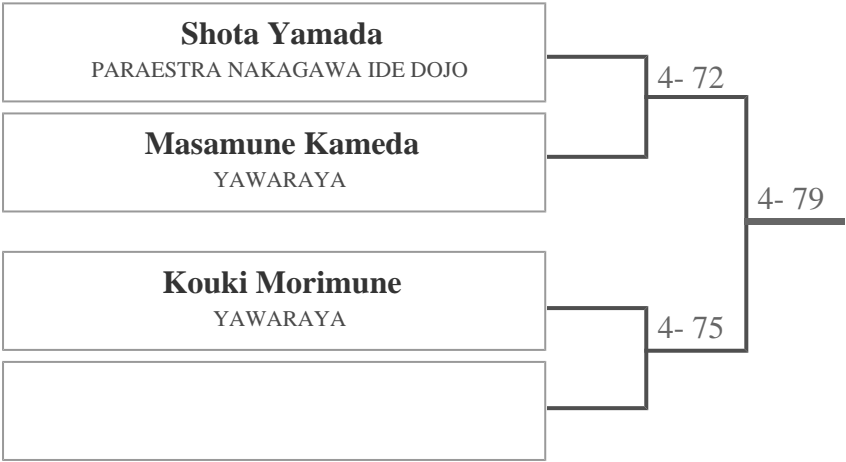 Shota Yamada
PARAESTRA NAKAGAWA IDE DOJO
4- 72
Masamune Kameda
YAWARAYA
4- 79
Kouki Morimune
YAWARAYA
4- 75